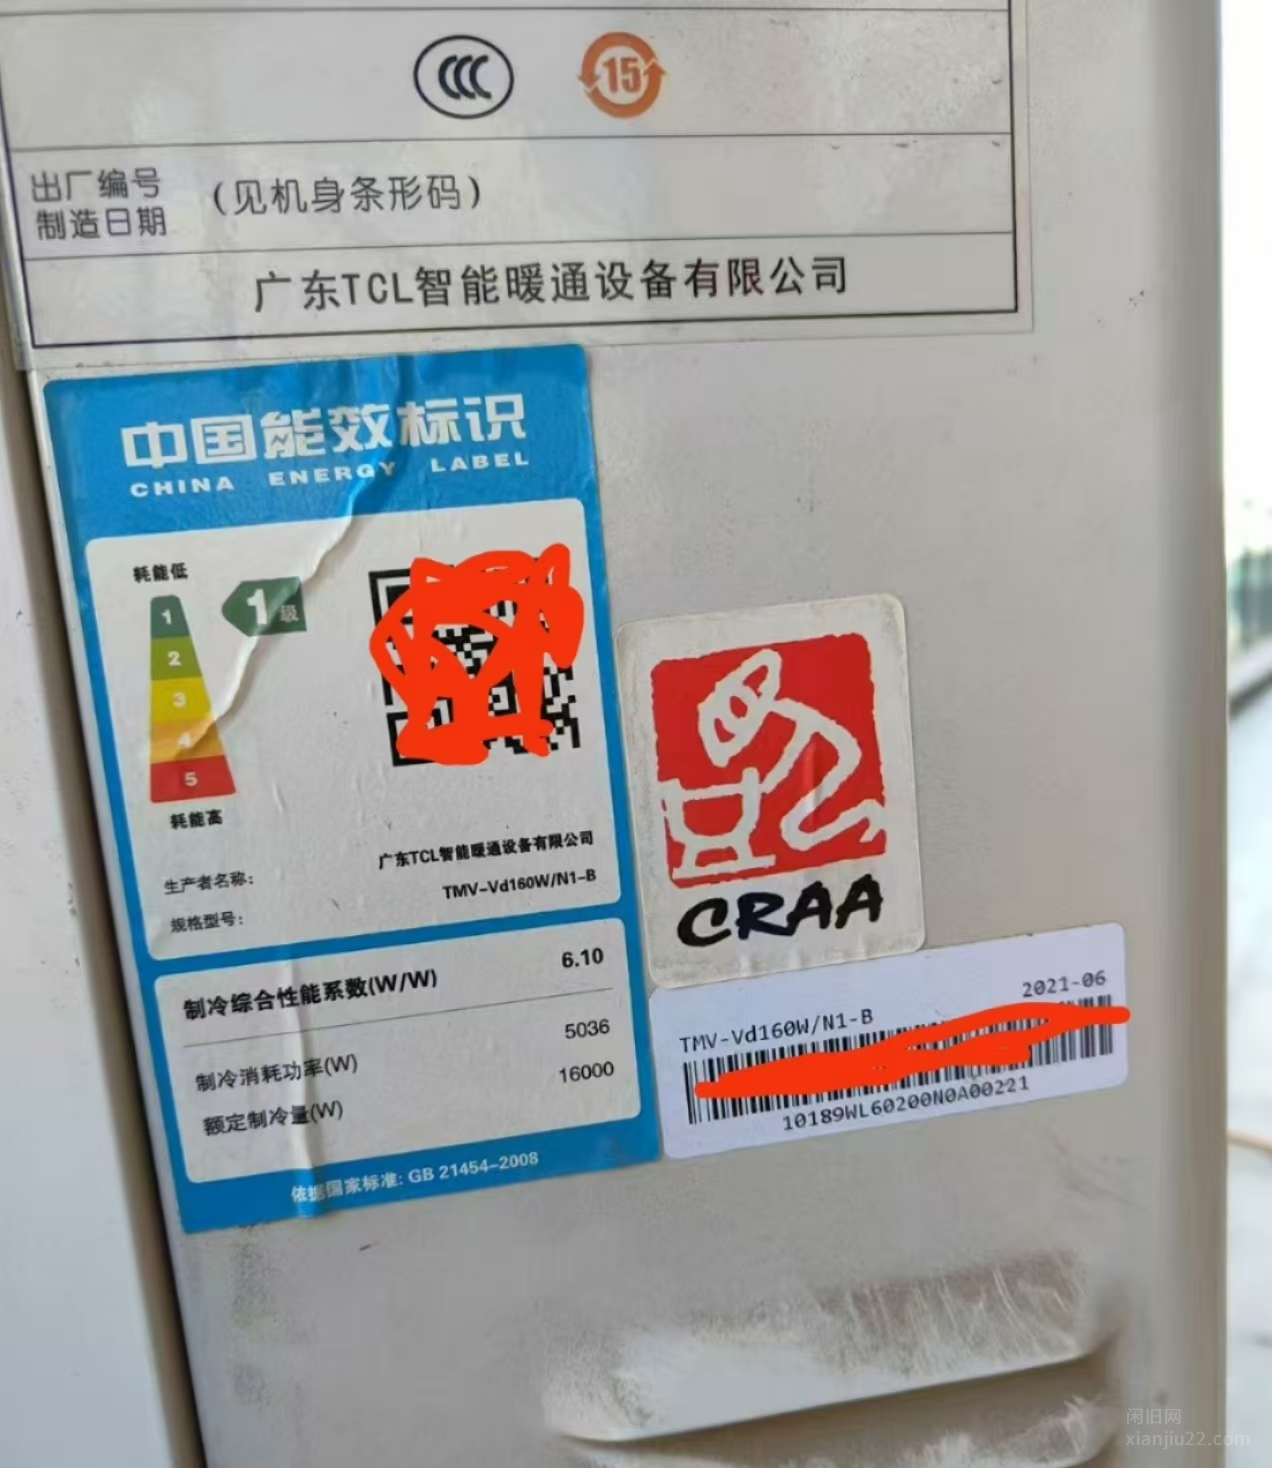 CCC
15
出厂编号
制造日期
(见机身条形码)
广东TCL智能暖通设备有限公司
中国能效标识
CHINA ENERGY LABEL
耗能低
1
2
3
4
5
1级
耗能高
生产者名称:
广东TCL智能暖通设备有限公司
规格型号:
TMV-Vd160W/N1-B
制冷综合性能系数(W/W)
6.10
制冷消耗功率(W)
5036
额定制冷量(W)
16000
依据国家标准: GB 21454-2008
CRAA
2021-06
TMV-Vd160W/N1-B
10189WL60200N0A00221
闲旧网
xianjiu22.com